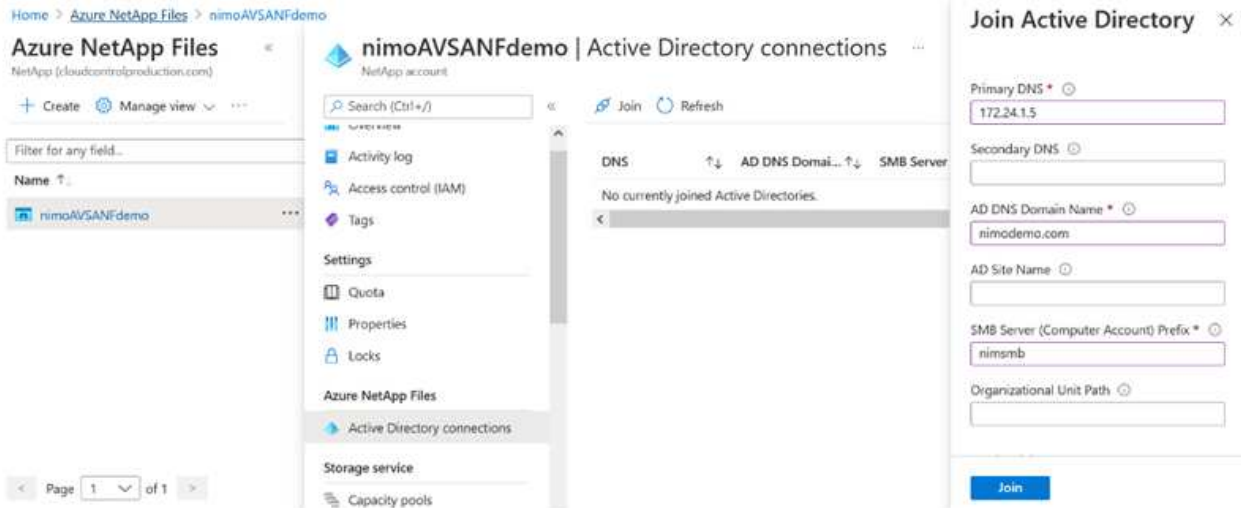 Home > Azure NetApp Files > nimoAVSANFdemo
Azure NetApp Files
NetApp (cloudcontrolproduction.com)
Create
Manage view
Filter for any field...
Name
nimoAVSANFdemo
Page 1 of 1
nimoAVSANFdemo | Active Directory connections
NetApp account
Search (Ctrl+/)
Overview
Activity log
Access control (IAM)
Tags
Settings
Quota
Properties
Locks
Azure NetApp Files
Active Directory connections
Storage service
Capacity pools
Join
Refresh
DNS
AD DNS Domai...
SMB Server
No currently joined Active Directories.
Join Active Directory
Primary DNS *
172.24.1.5
Secondary DNS
AD DNS Domain Name *
nimodemo.com
AD Site Name
SMB Server (Computer Account) Prefix *
nimsmb
Organizational Unit Path
Join